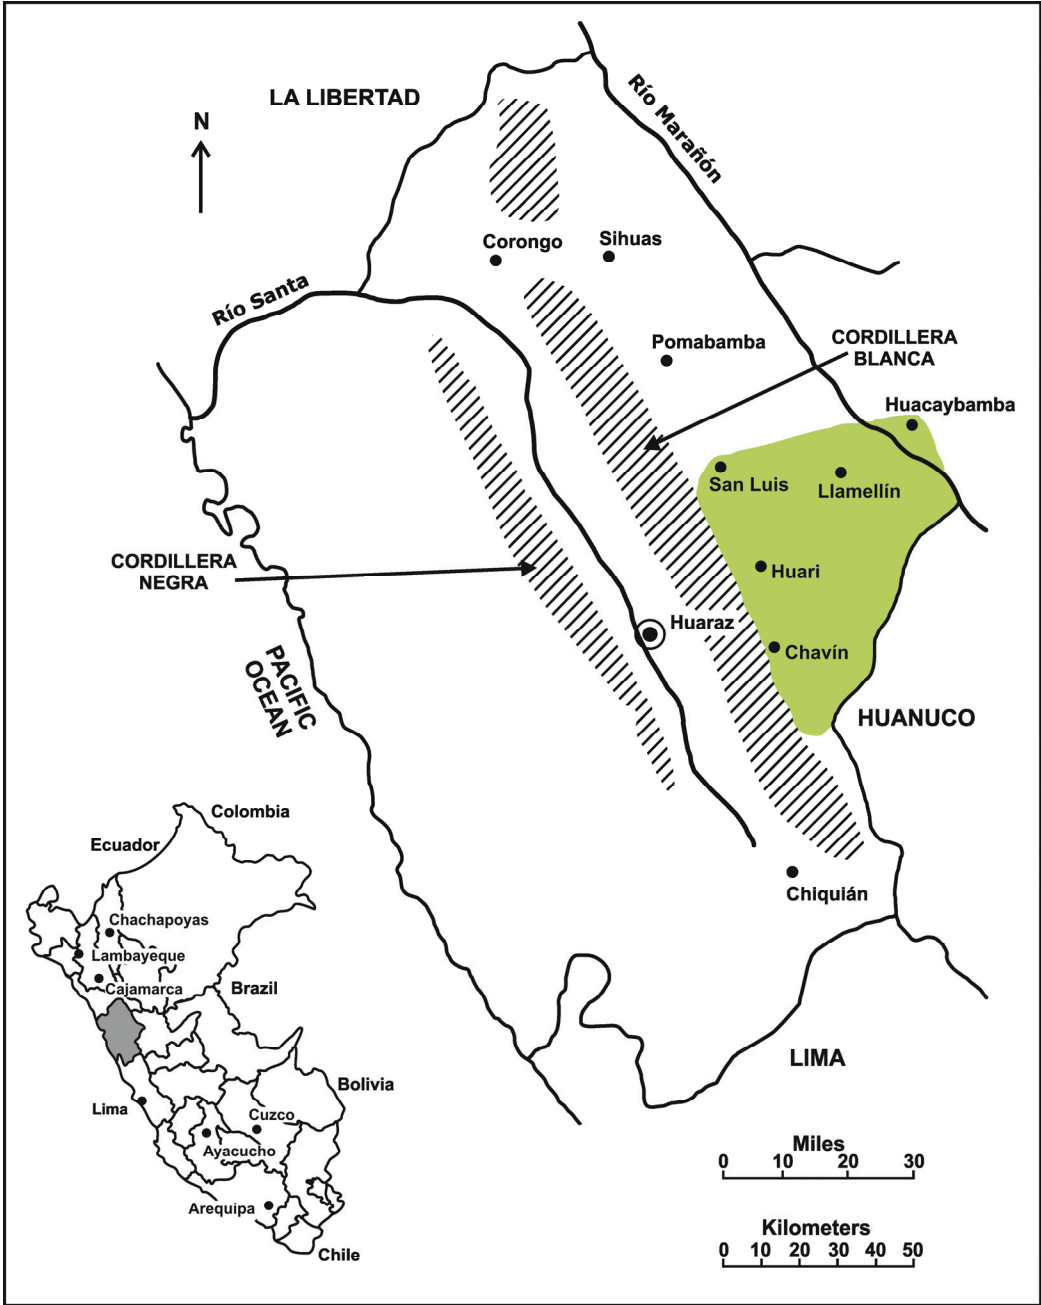 LA LIBERTAD
N
Río Marañón
Corongo
Sihuas
Río Santa
Pomabamba
CORDILLERA
BLANCA
Huacaybamba
San Luis
Llamellín
CORDILLERA
NEGRA
Huari
Huaraz
Chavín
PACIFIC
OCEAN
HUANUCO
Chiquián
LIMA
Colombia
Ecuador
Chachapoyas
Lambayeque
Cajamarca
Brazil
Bolivia
Lima
Cuzco
Ayacucho
Arequipa
Chile
Miles
0 10 20 30
Kilometers
0 10 20 30 40 50